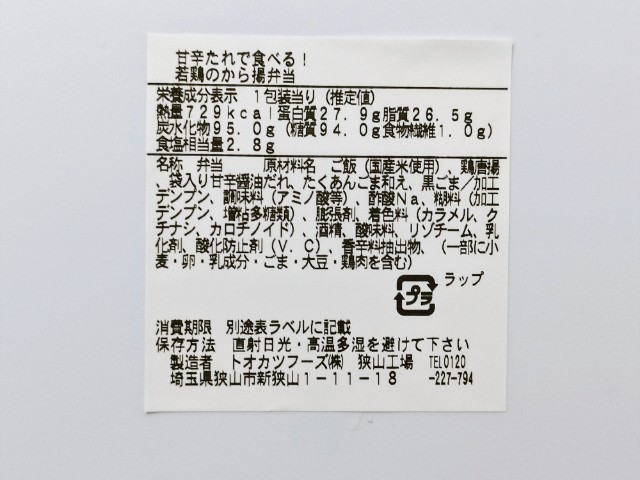 甘辛たれで食べる！
若鶏のから揚弁当
栄養成分表示　１包装当り（推定値）
熱量７２９ｋｃａｌ蛋白質２７．９ｇ脂質２６．５ｇ
炭水化物９５．０ｇ（糖質９４．０ｇ食物繊維１．０ｇ）
食塩相当量２．８ｇ
名称　弁当　　原材料名　ご飯（国産米使用）、鶏唐揚
、袋入り甘辛醤油だれ、たくあんごま和え、黒ごま／加工
デンプン、調味料（アミノ酸等）、酢酸Ｎａ、糊料（加工
デンプン、増粘多糖類）、膨張剤、着色料（カラメル、ク
チナシ、カロチノイド）、酒精、酸味料、リゾチーム、乳
化剤、酸化防止剤（Ｖ．Ｃ）、香辛料抽出物、（一部に小
麦・卵・乳成分・ごま・大豆・鶏肉を含む）
プラ ラップ
消費期限　別途表ラベルに記載
保存方法　直射日光・高温多湿を避けて下さい
製造者　トオカツフーズ㈱　狭山工場　TEL0120
埼玉県狭山市新狭山１－１１－１８　-227-794